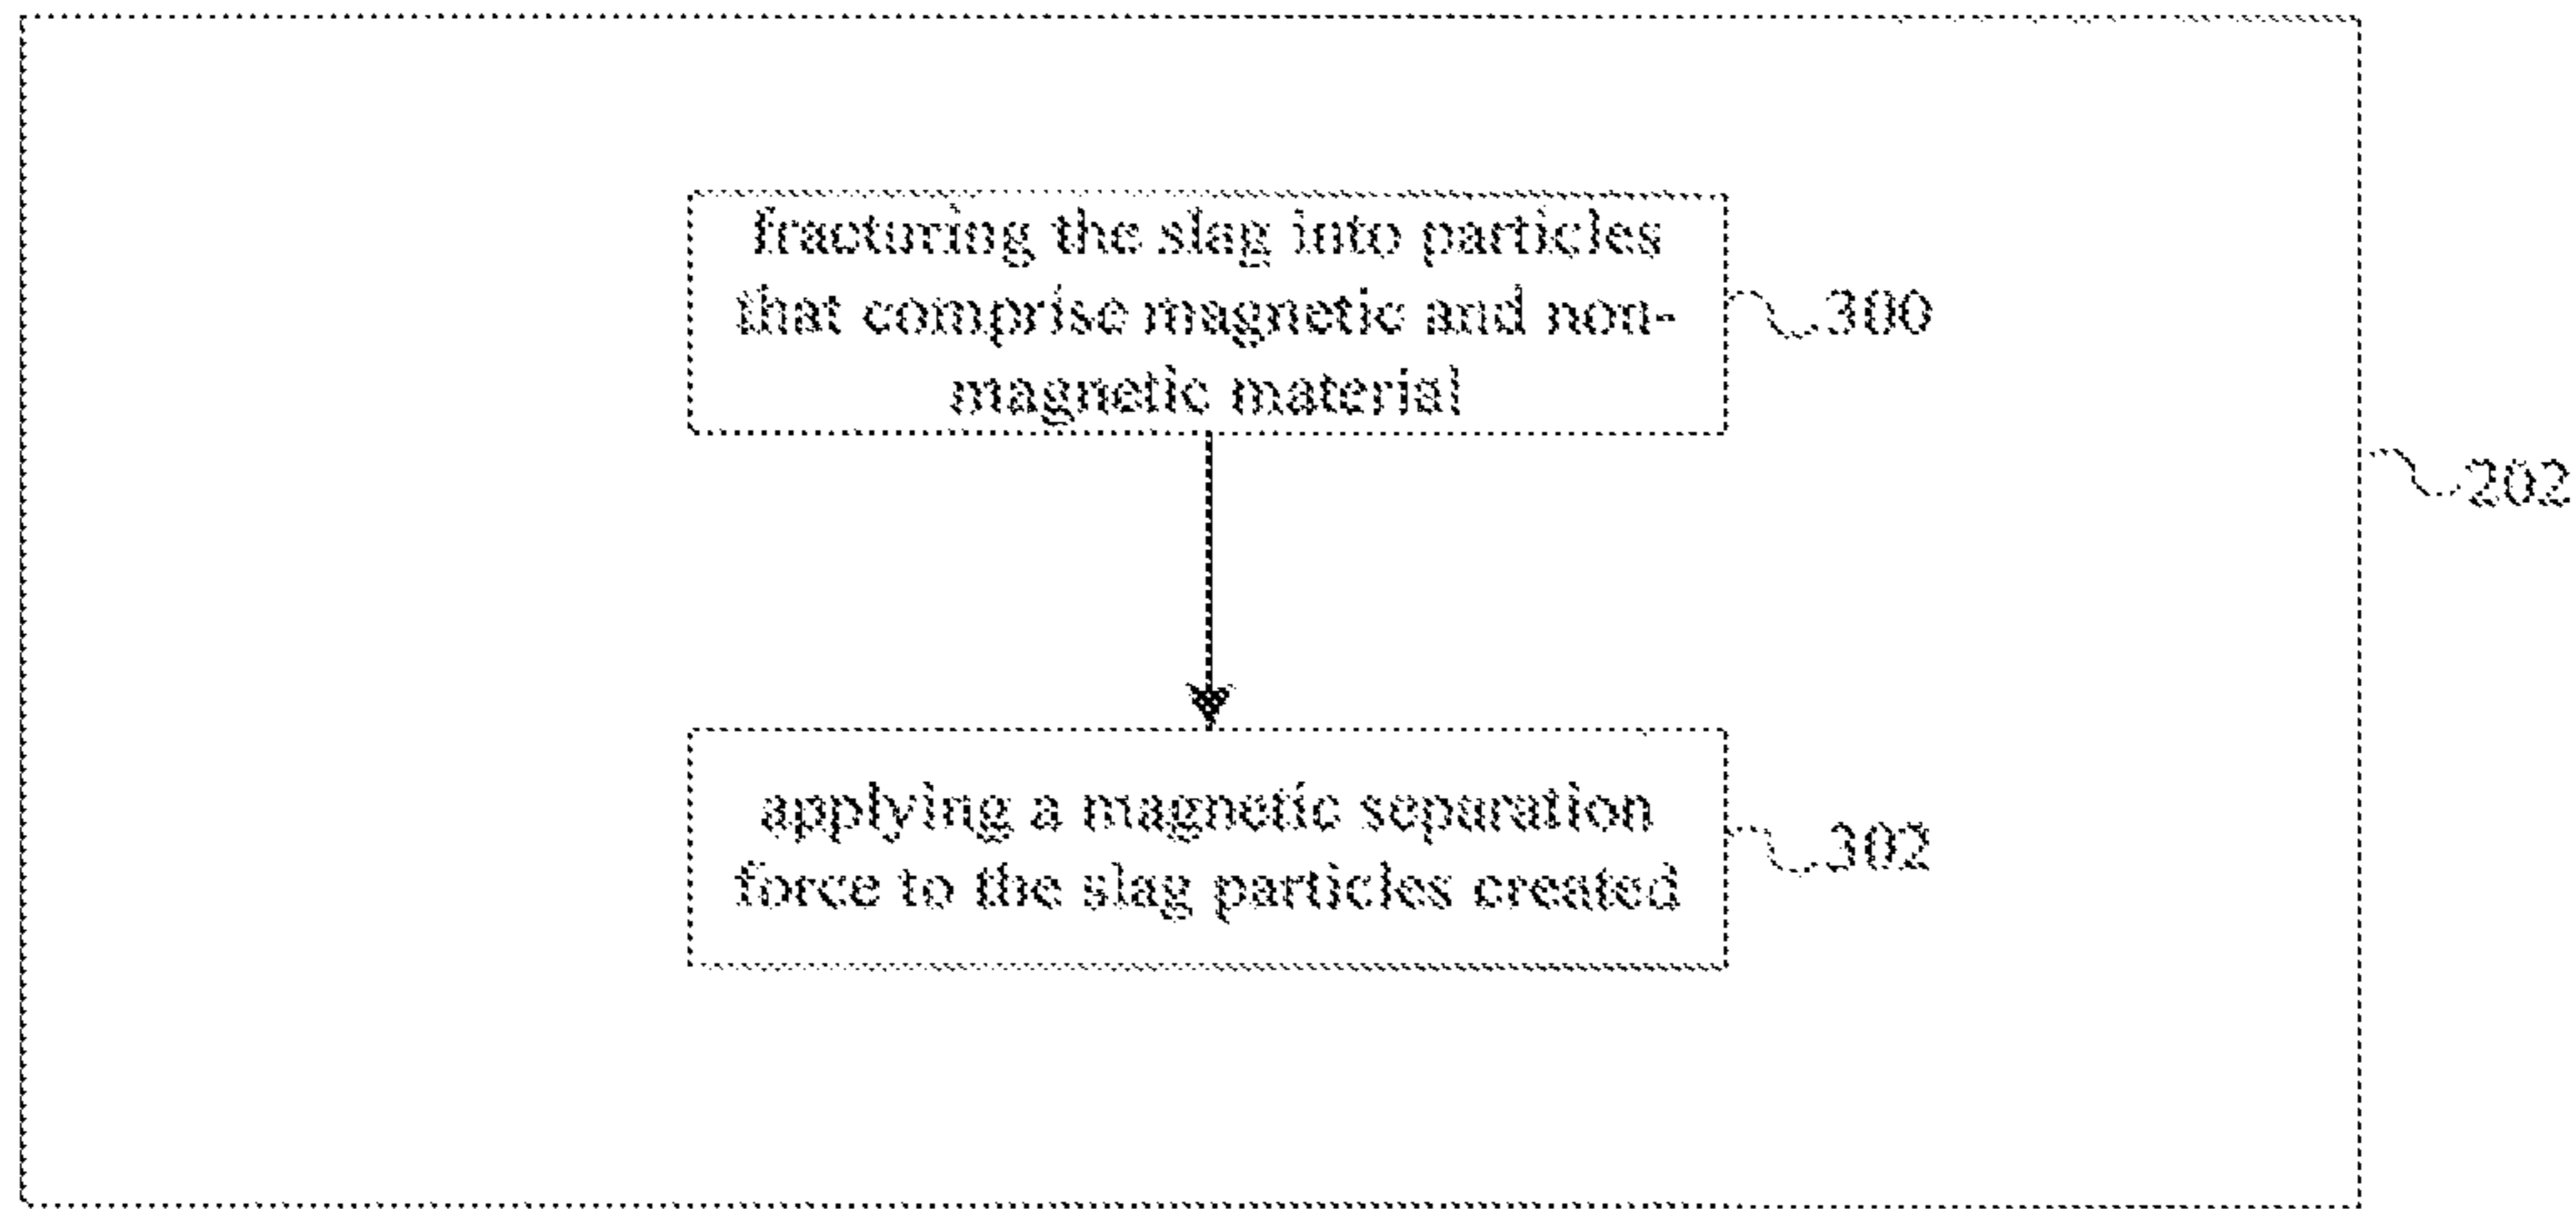 fracturing the slag into particles
that comprise magnetic and non-
magnetic material
300
202
applying a magnetic separation
force to the slag particles created
302